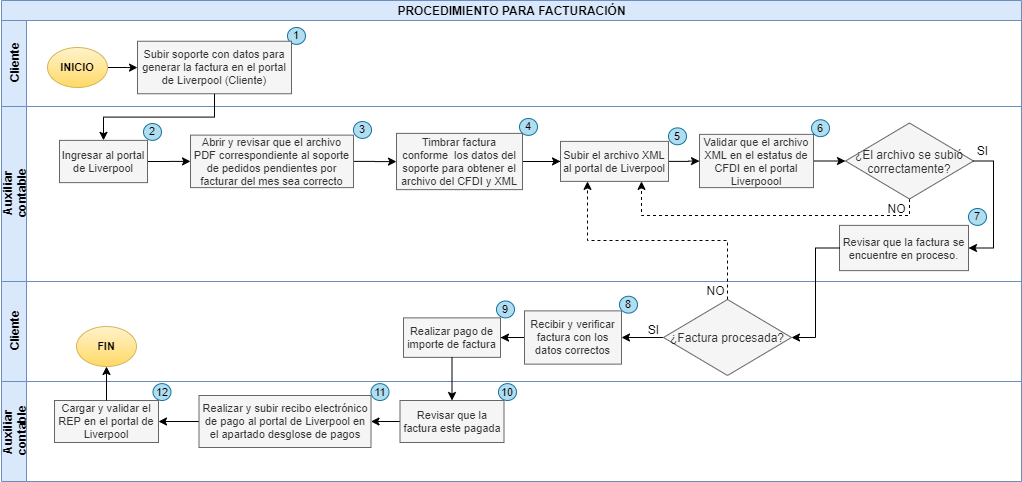 PROCEDIMIENTO PARA FACTURACIÓN
Cliente
INICIO
1
Subir soporte con datos para
generar la factura en el portal
de Liverpool (Cliente)
Auxiliar
contable
2
Ingresar al portal
de Liverpool
3
Abrir y revisar que el archivo
PDF correspondiente al soporte
de pedidos pendientes por
facturar del mes sea correcto
4
Timbrar factura
conforme los datos del
soporte para obtener el
archivo del CFDI y XML
5
Subir el archivo XML
al portal de Liverpool
6
Validar que el archivo
XML en el estatus de
CFDI en el portal
Liverpoool
¿El archivo se subió
correctamente?
SI
NO
7
Revisar que la factura se
encuentre en proceso.
Cliente
NO
¿Factura procesada?
SI
8
Recibir y verificar
factura con los
datos correctos
9
Realizar pago de
importe de factura
FIN
Auxiliar
contable
10
Revisar que la
factura este pagada
11
Realizar y subir recibo electrónico
de pago al portal de Liverpool en
el apartado desglose de pagos
12
Cargar y validar el
REP en el portal de
Liverpool